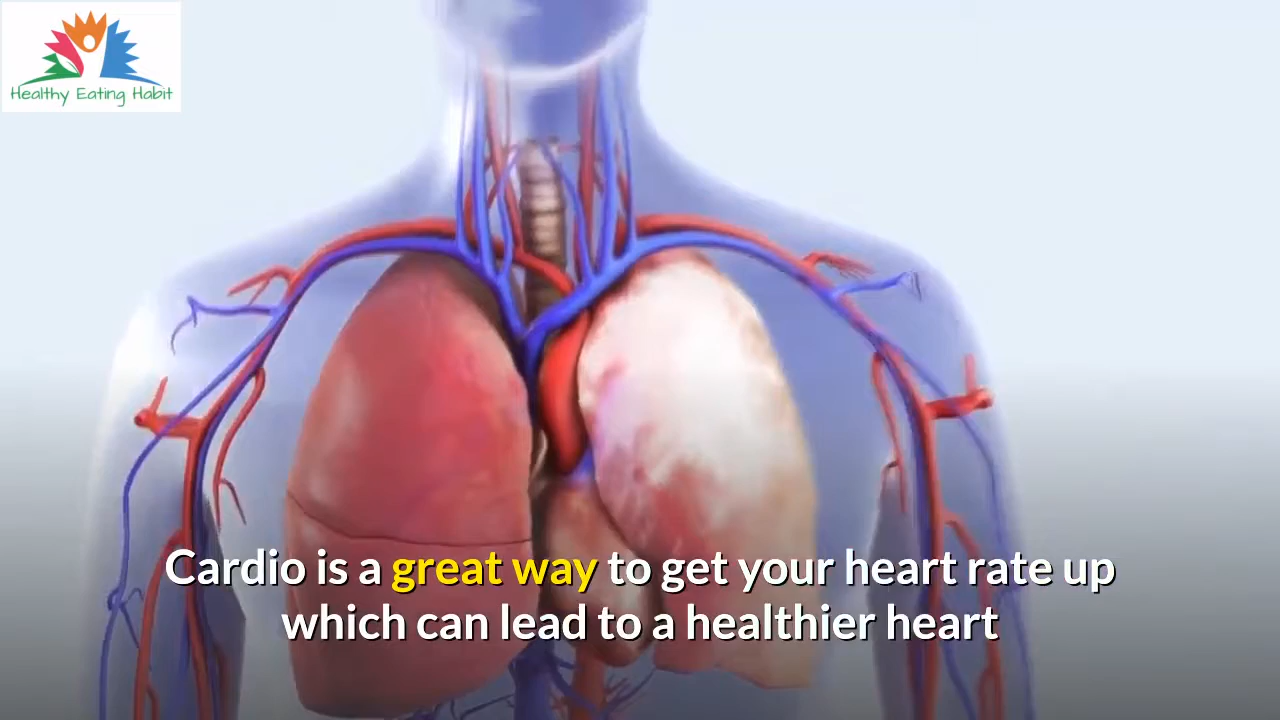 Healthy Eating Habit
Cardio is a great way to get your heart rate up
which can lead to a healthier heart